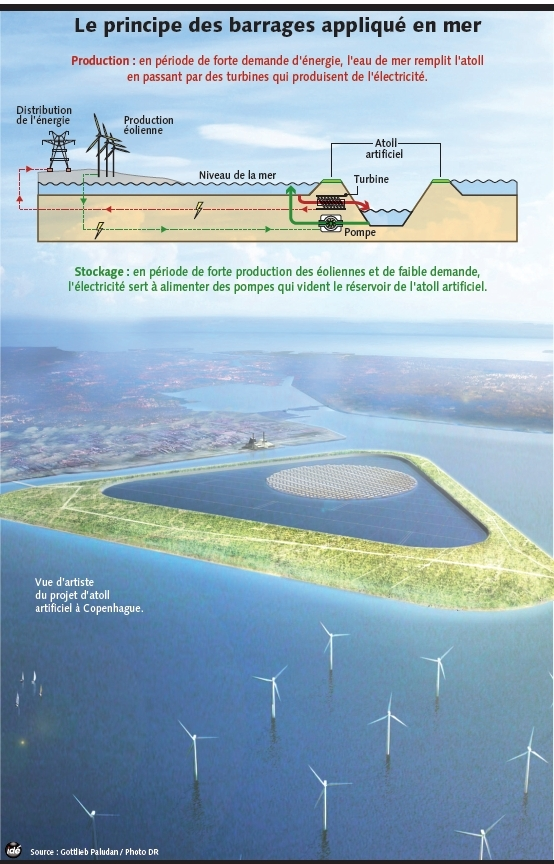 Le principe des barrages appliqué en mer
Production : en période de forte demande d'énergie, l'eau de mer remplit l'atoll
en passant par des turbines qui produisent de l'électricité.
Distribution
de l'énergie
Production
éolienne
Niveau de la mer
Atoll
artificiel
Turbine
Pompe
Stockage : en période de forte production des éoliennes et de faible demande,
l'électricité sert à alimenter des pompes qui vident le réservoir de l'atoll artificiel.
Vue d'artiste
du projet d'atoll
artificiel à Copenhague.
idé
Source : Gottlieb Paludan / Photo DR